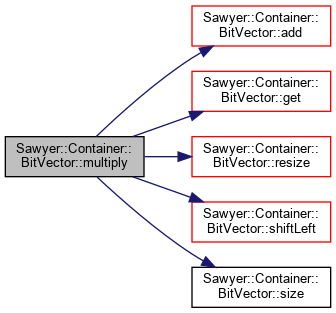 Sawyer::Container::
BitVector::add
Sawyer::Container::
BitVector::get
Sawyer::Container::
BitVector::multiply
Sawyer::Container::
BitVector::resize
Sawyer::Container::
BitVector::shiftLeft
Sawyer::Container::
BitVector::size